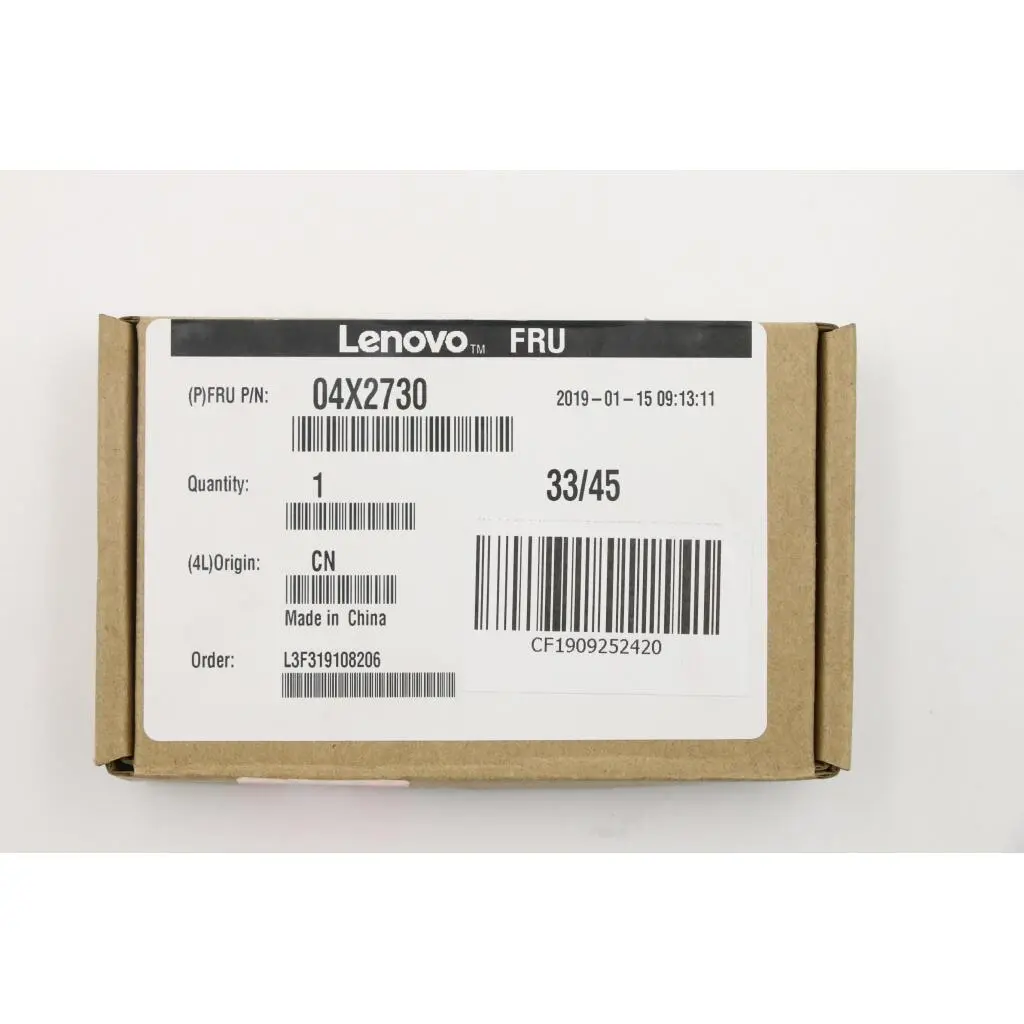 Lenovo™ FRU
(P)FRU P/N: 04X2730 2019-01-15 09:13:11
Quantity: 1 33/45
(4L)Origin: CN
Made in China
CF1909252420
Order: L3F319108206